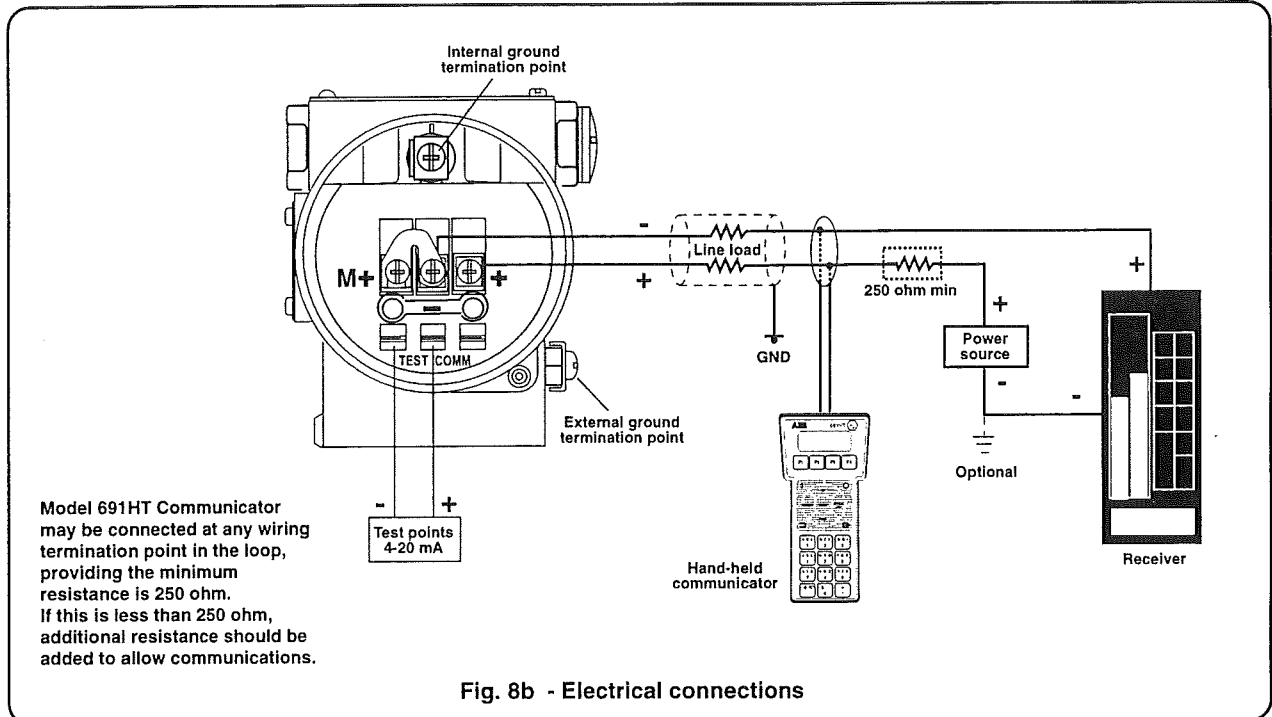 Internal ground
termination point
M+
+
-
+
Line load
250 ohm min
+
+
Power
source
-
-
GND
TEST COMM
External ground
termination point
Optional
ABB
Receiver
-
+
Test points
4-20 mA
Hand-held
communicator
Model 691HT Communicator
may be connected at any wiring
termination point in the loop,
providing the minimum
resistance is 250 ohm.
If this is less than 250 ohm,
additional resistance should be
added to allow communications.
Fig. 8b - Electrical connections